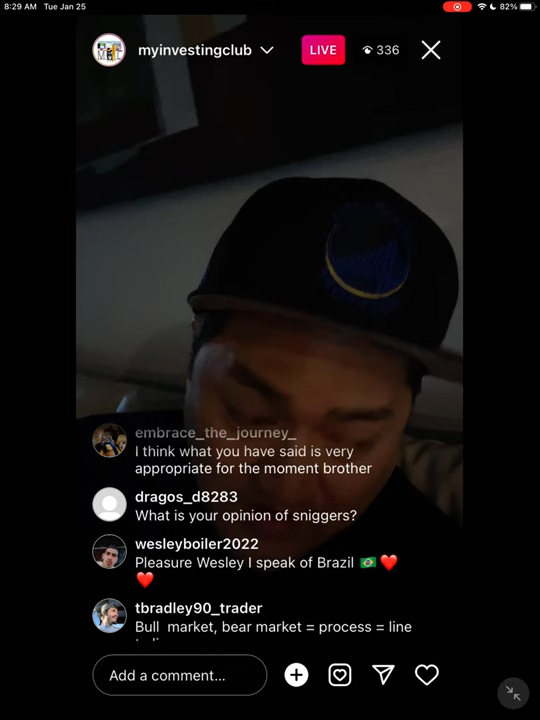 8:29 AM Tue Jan 25 82%
myinvestingclub LIVE 336
embrace_the_journey_
I think what you have said is very
appropriate for the moment brother
dragos_d8283
What is your opinion of sniggers?
wesleyboiler2022
Pleasure Wesley I speak of Brazil 🇧🇷 ❤️
❤️
tbradley90_trader
Bull market, bear market = process = line
Add a comment...